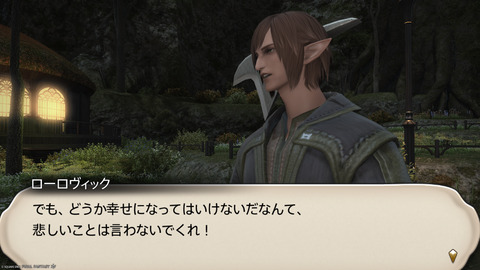 ローロヴィック
でも、どうか幸せになってはいけないだなんて、
悲しいことは言わないでくれ！